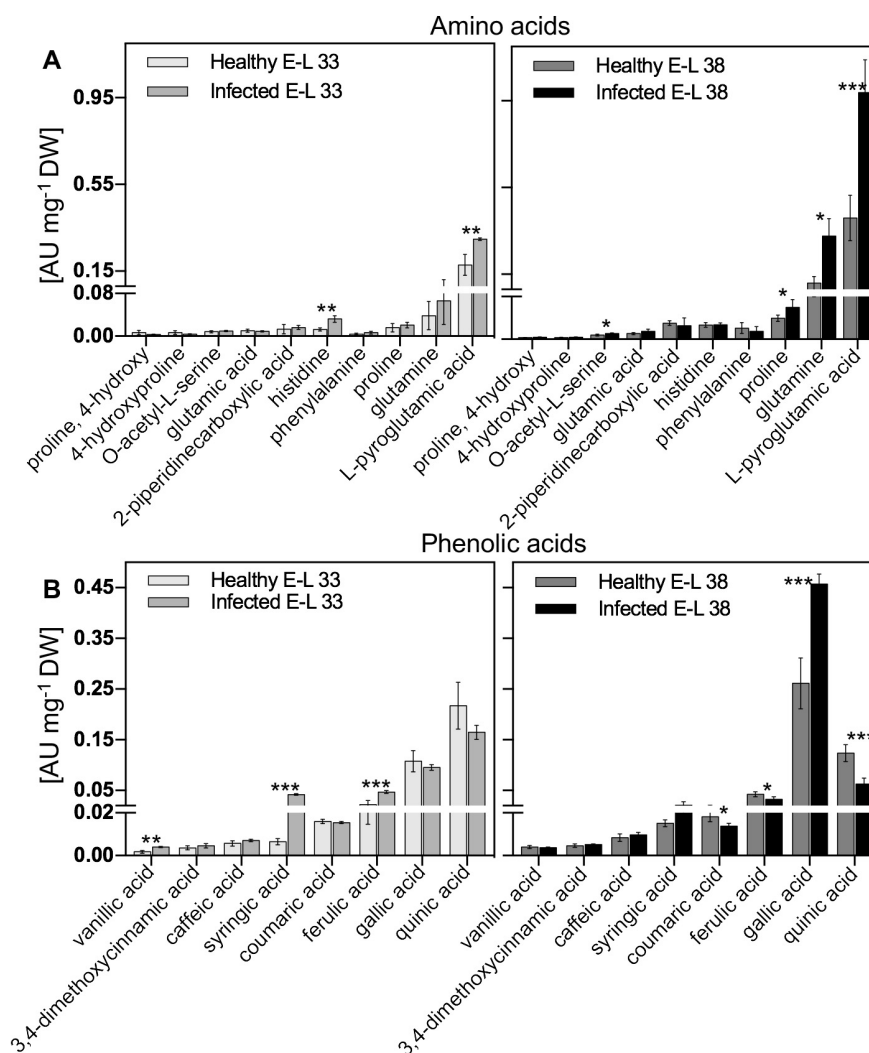 Amino acids
A
Healthy E-L 33
Infected E-L 33
Healthy E-L 38
Infected E-L 38
[AU mg⁻¹ DW]
0.95
0.55
0.15
0.08
0.00
**
**
*
*
*
***
proline, 4-hydroxy
4-hydroxyproline
O-acetyl-L-serine
glutamic acid
2-piperidinecarboxylic acid
histidine
phenylalanine
proline
glutamine
L-pyroglutamic acid
proline, 4-hydroxy
4-hydroxyproline
O-acetyl-L-serine
glutamic acid
2-piperidinecarboxylic acid
histidine
phenylalanine
proline
glutamine
L-pyroglutamic acid
Phenolic acids
B
Healthy E-L 33
Infected E-L 33
Healthy E-L 38
Infected E-L 38
[AU mg⁻¹ DW]
0.45
0.35
0.25
0.15
0.05
0.02
0.00
**
***
***
*
*
***
***
vanillic acid
3,4-dimethoxycinnamic acid
caffeic acid
syringic acid
coumaric acid
ferulic acid
gallic acid
quinic acid
vanillic acid
3,4-dimethoxycinnamic acid
caffeic acid
syringic acid
coumaric acid
ferulic acid
gallic acid
quinic acid